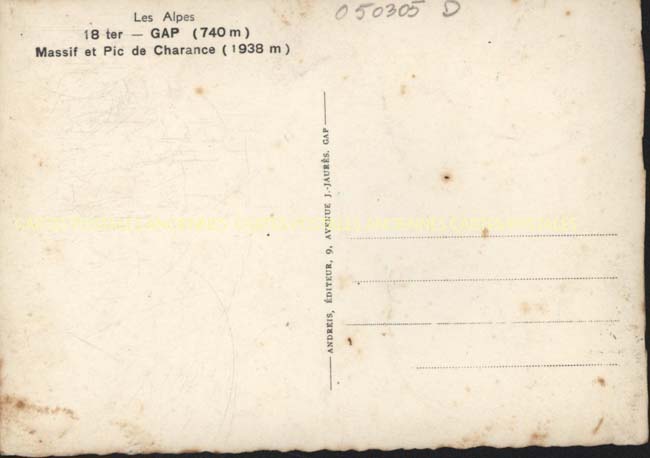 Les Alpes
18 ter — GAP (740 m)
Massif et Pic de Charance (1938 m)
050305 D
ANDREIS, ÉDITEUR, 9, AVENUE J.-JAURÈS. GAP